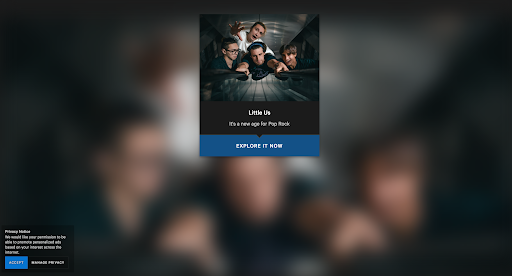 Little Us
It's a new age for Pop Rock
EXPLORE IT NOW
Privacy Notice
We would like your permission to be
able to promote personalized ads
based on your interest across the
internet.
ACCEPT MANAGE PRIVACY